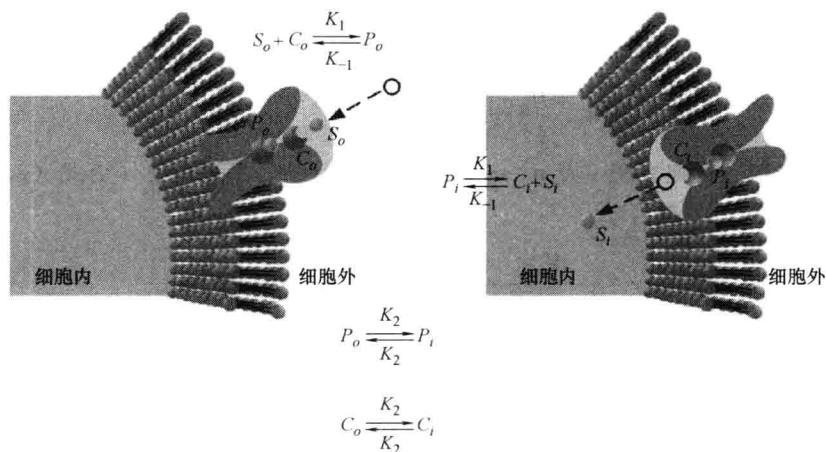 S_o + C_o ⇌ P_o
K_1
K_-1
P_o
S_o
C_o
细胞内
细胞外
C_i
P_i
P_i ⇌ C_i+S_i
K_1
K_-1
S_i
细胞内
细胞外
K_2
P_o ⇌ P_i
K_2
K_2
C_o ⇌ C_i
K_2